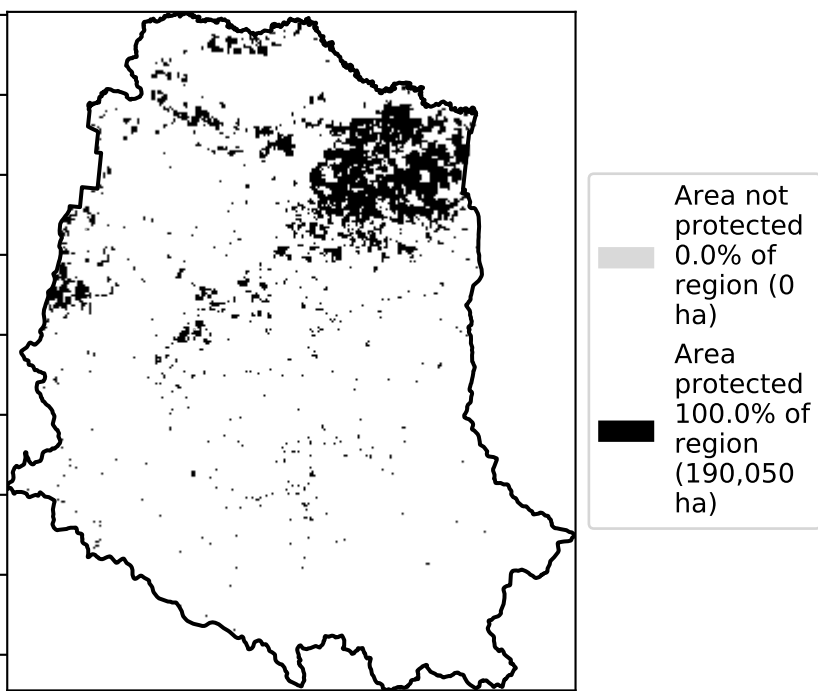 Area not
protected
0.0% of
region (0
ha)
Area
protected
100.0% of
region
(190,050
ha)